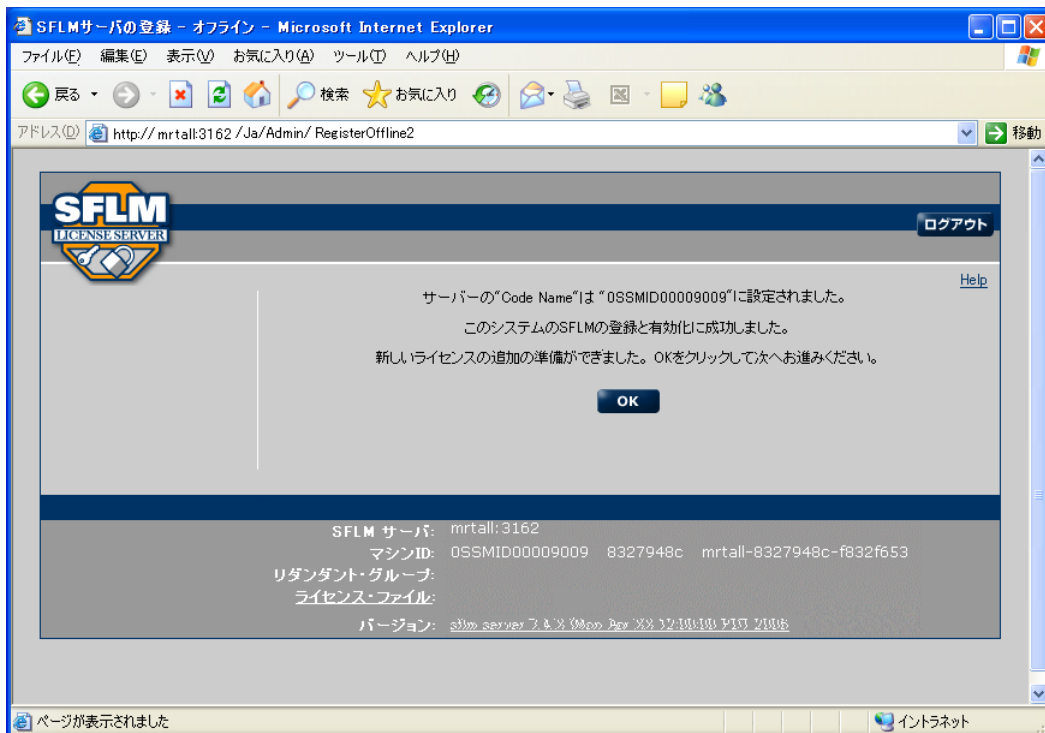 SFLMサーバの登録 - オフライン - Microsoft Internet Explorer
ファイル(F) 編集(E) 表示(V) お気に入り(A) ツール(T) ヘルプ(H)
戻る 検索 お気に入り
アドレス(D) http:// mrtall:3162 /Ja/Admin/ RegisterOffline2 移動
SFLM
LICENSE SERVER
ログアウト
Help
サーバーの"Code Name"は "0SSMID00009009"に設定されました。
このシステムのSFLMの登録と有効化に成功しました。
新しいライセンスの追加の準備ができました。OKをクリックして次へお進みください。
OK
SFLM サーバ: mrtall:3162
マシンID: 0SSMID00009009 8327948c mrtall-8327948c-f832f653
リダンダント・グループ:
ライセンス・ファイル:
バージョン: sflm server
ページが表示されました イントラネット